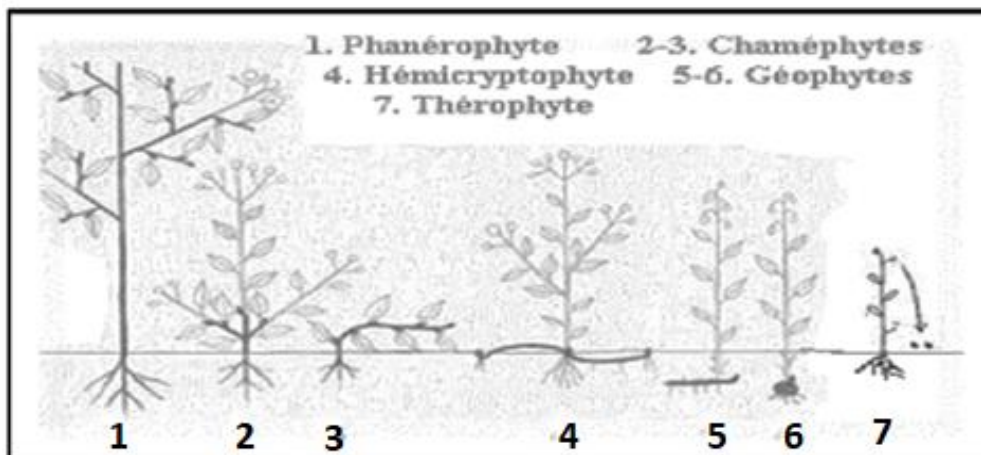 1. Phanérophyte 2-3. Chaméphytes
4. Hémicryptophyte 5-6. Géophytes
7. Thérophyte
1 2 3 4 5 6 7